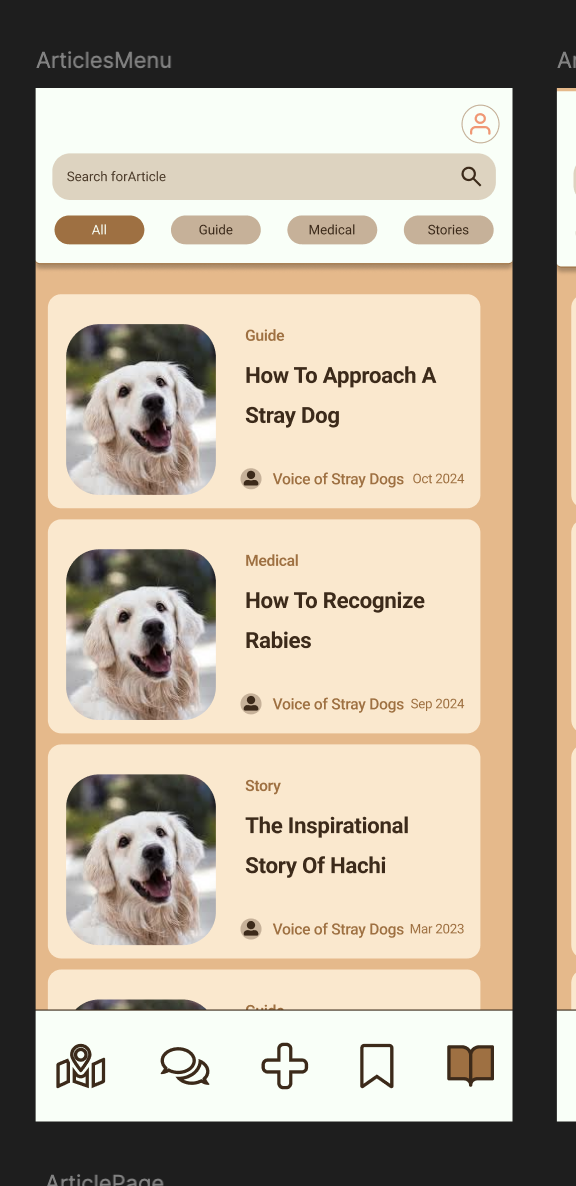 ArticlesMenu
Ar
Search forArticle
All
Guide
Medical
Stories
Guide
How To Approach A
Stray Dog
Voice of Stray Dogs Oct 2024
Medical
How To Recognize
Rabies
Voice of Stray Dogs Sep 2024
Story
The Inspirational
Story Of Hachi
Voice of Stray Dogs Mar 2023
Guide
ArticlePage